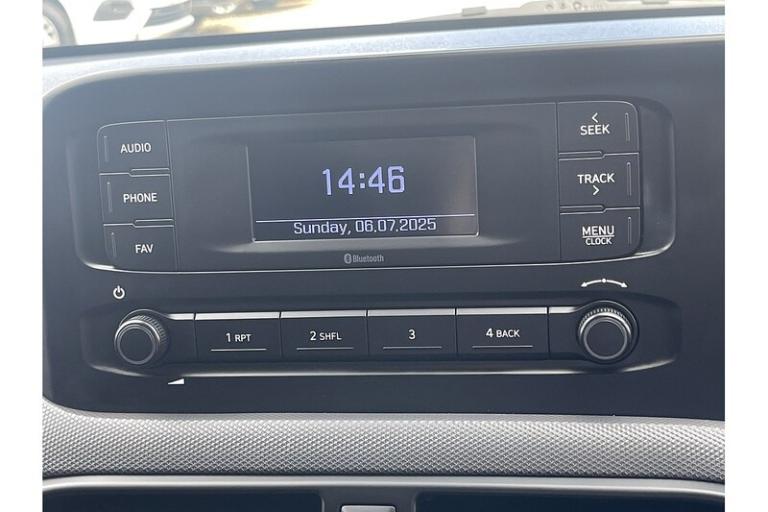 AUDIO
PHONE
FAV
14:46
Sunday, 06.07.2025
Bluetooth
< SEEK
TRACK >
MENU
CLOCK
1 RPT
2 SHFL
3
4 BACK